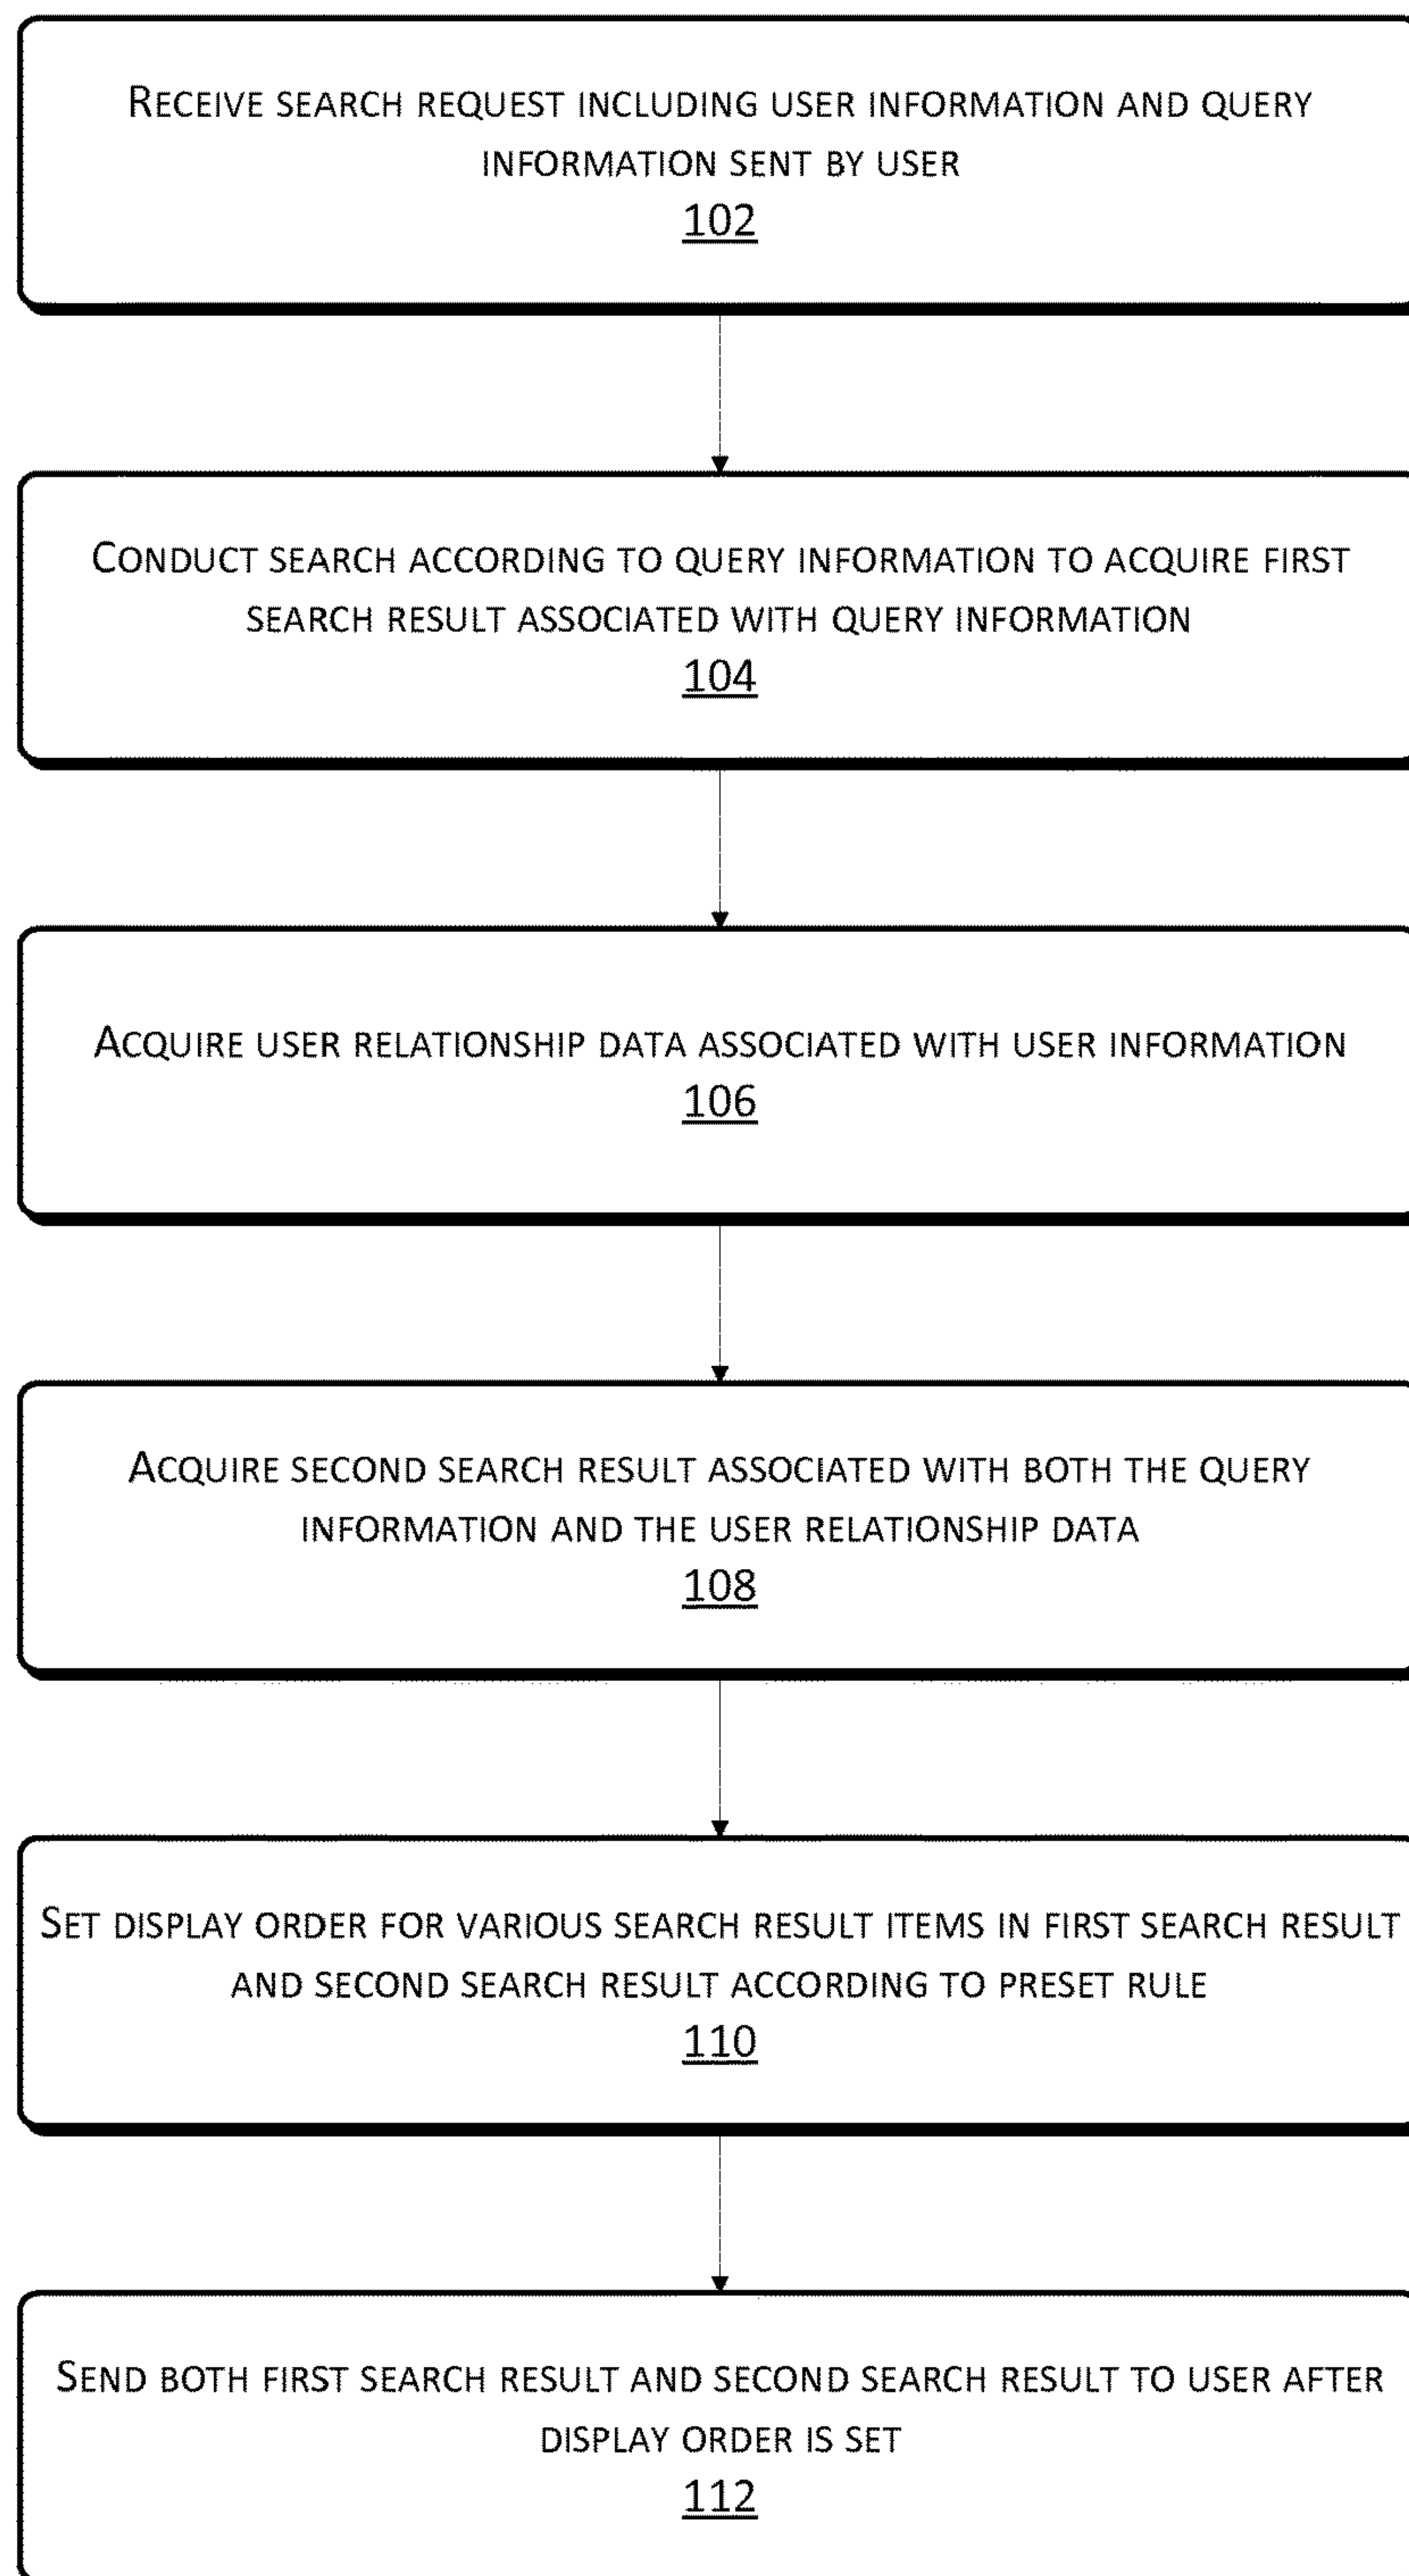 RECEIVE SEARCH REQUEST INCLUDING USER INFORMATION AND QUERY
INFORMATION SENT BY USER
102
CONDUCT SEARCH ACCORDING TO QUERY INFORMATION TO ACQUIRE FIRST
SEARCH RESULT ASSOCIATED WITH QUERY INFORMATION
104
ACQUIRE USER RELATIONSHIP DATA ASSOCIATED WITH USER INFORMATION
106
ACQUIRE SECOND SEARCH RESULT ASSOCIATED WITH BOTH THE QUERY
INFORMATION AND THE USER RELATIONSHIP DATA
108
SET DISPLAY ORDER FOR VARIOUS SEARCH RESULT ITEMS IN FIRST SEARCH RESULT
AND SECOND SEARCH RESULT ACCORDING TO PRESET RULE
110
SEND BOTH FIRST SEARCH RESULT AND SECOND SEARCH RESULT TO USER AFTER
DISPLAY ORDER IS SET
112